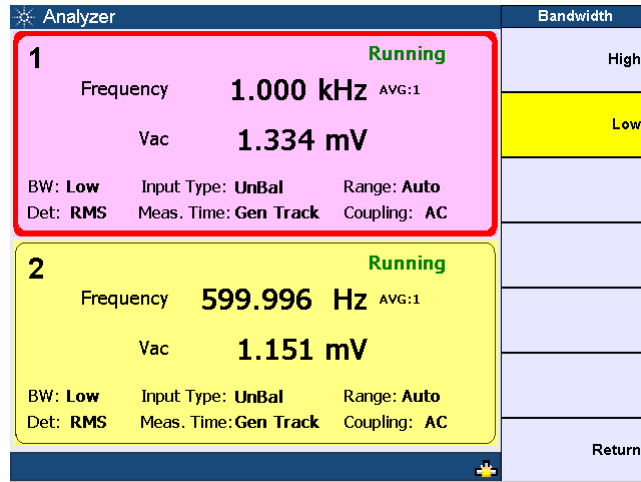 Analyzer
Bandwidth
1
Running
Frequency 1.000 kHz AVG:1
Vac 1.334 mV
BW: Low Input Type: UnBal Range: Auto
Det: RMS Meas. Time: Gen Track Coupling: AC
2
Running
Frequency 599.996 Hz AVG:1
Vac 1.151 mV
BW: Low Input Type: UnBal Range: Auto
Det: RMS Meas. Time: Gen Track Coupling: AC
High
Low
Return